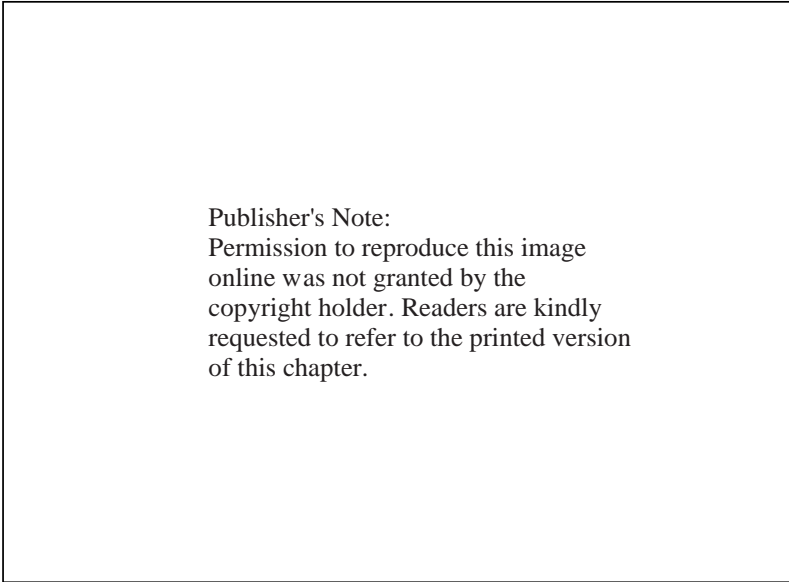 Publisher's Note:
Permission to reproduce this image
online was not granted by the
copyright holder. Readers are kindly
requested to refer to the printed version
of this chapter.